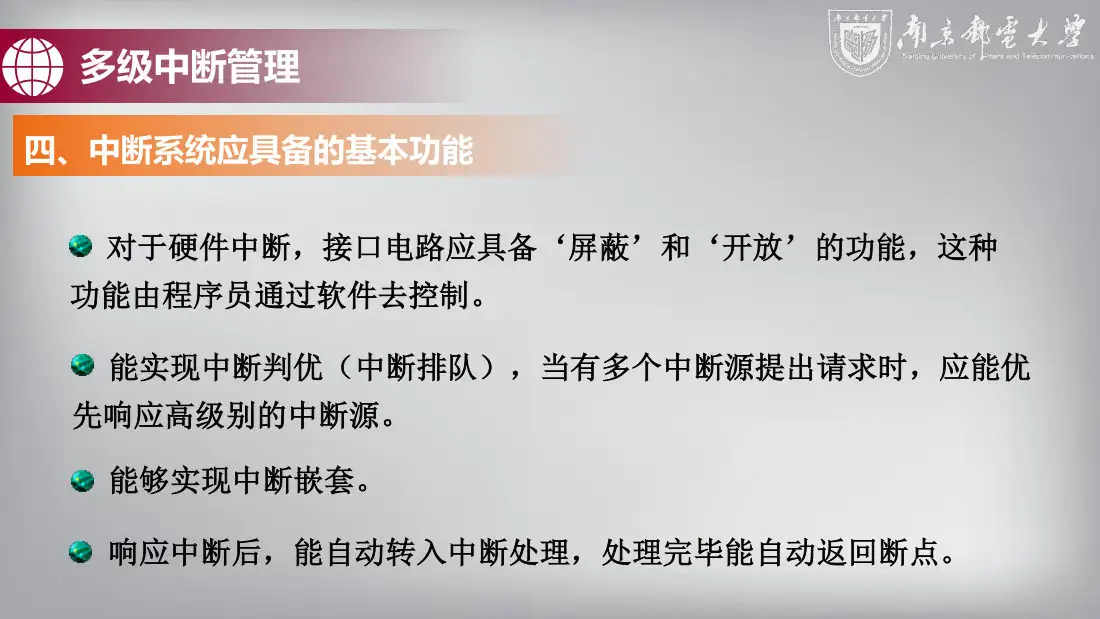 南京邮电大学
Nanjing University of Posts and Telecommunications
多级中断管理
四、中断系统应具备的基本功能
对于硬件中断，接口电路应具备‘屏蔽’和‘开放’的功能，这种
功能由程序员通过软件去控制。
能实现中断判优（中断排队），当有多个中断源提出请求时，应能优
先响应高级别的中断源。
能够实现中断嵌套。
响应中断后，能自动转入中断处理，处理完毕能自动返回断点。